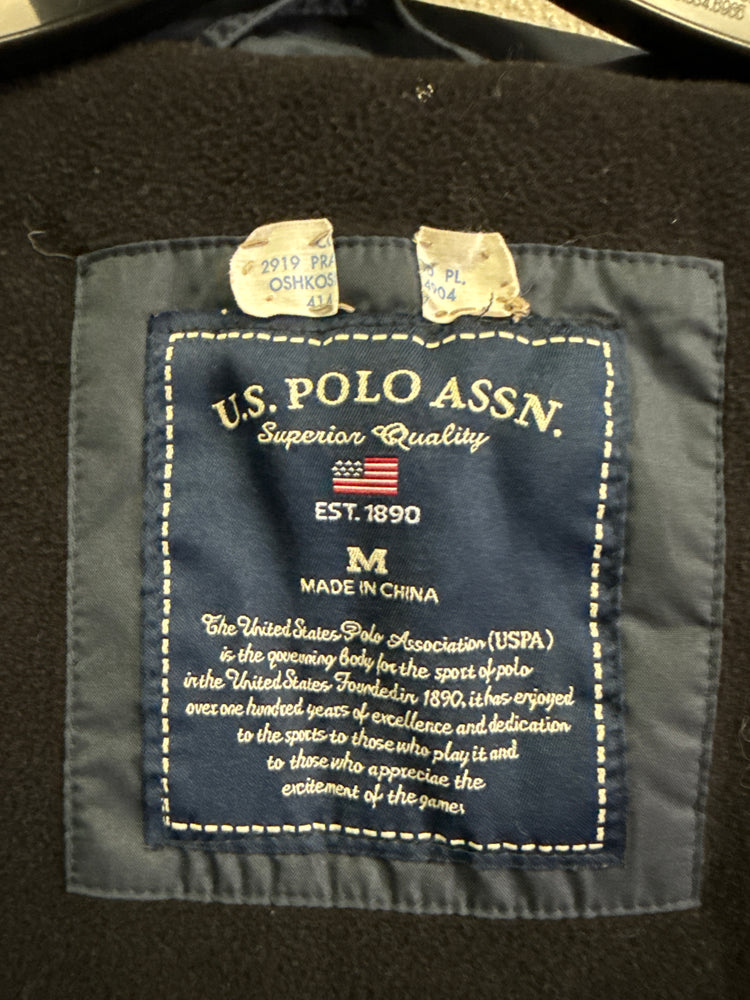 2919 PRA
OSHKOS
414
PL.
U.S. POLO ASSN.
Superior Quality
EST. 1890
M
MADE IN CHINA
The United States Polo Association (USPA)
is the governing body for the sport of polo
in the United States Founded in 1890, it has enjoyed
over one hundred years of excellence and dedication
to the sports to those who play it and
to those who appreciae the
excitement of the games